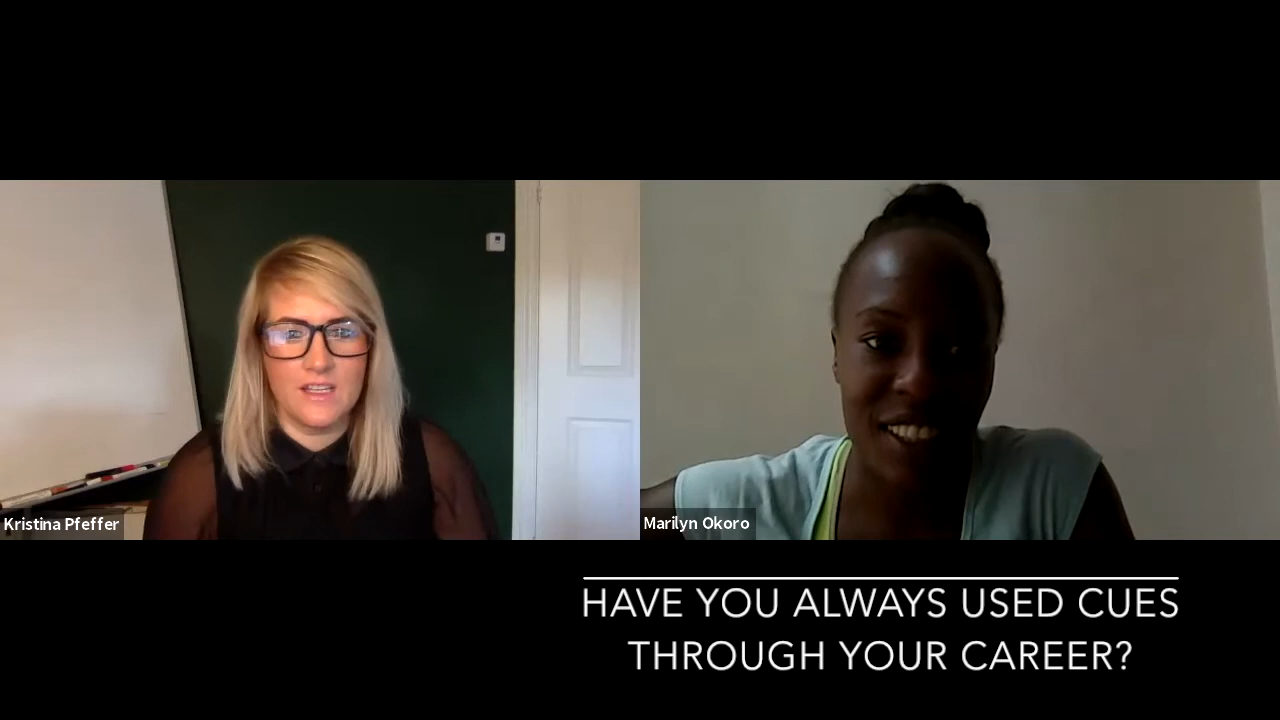 Kristina Pfeffer
Marilyn Okoro
HAVE YOU ALWAYS USED CUES
THROUGH YOUR CAREER?